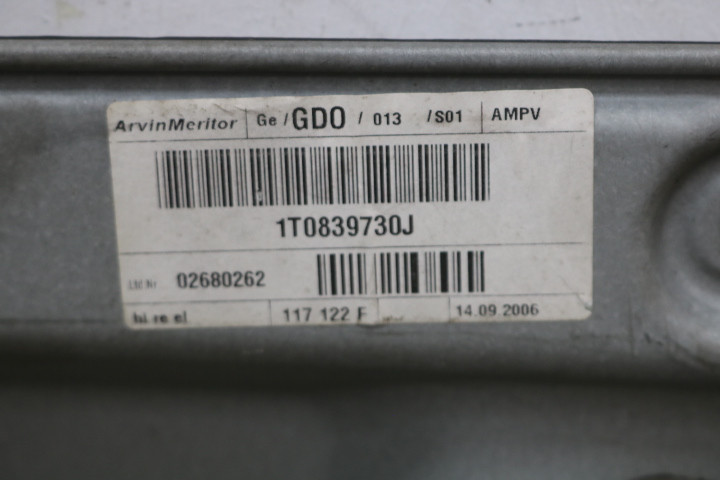 ArvinMeritor Ge / GDO / 013 /S01 AMPV
1T0839730J
02680262
hi re el 117 122 F 14.09.2006